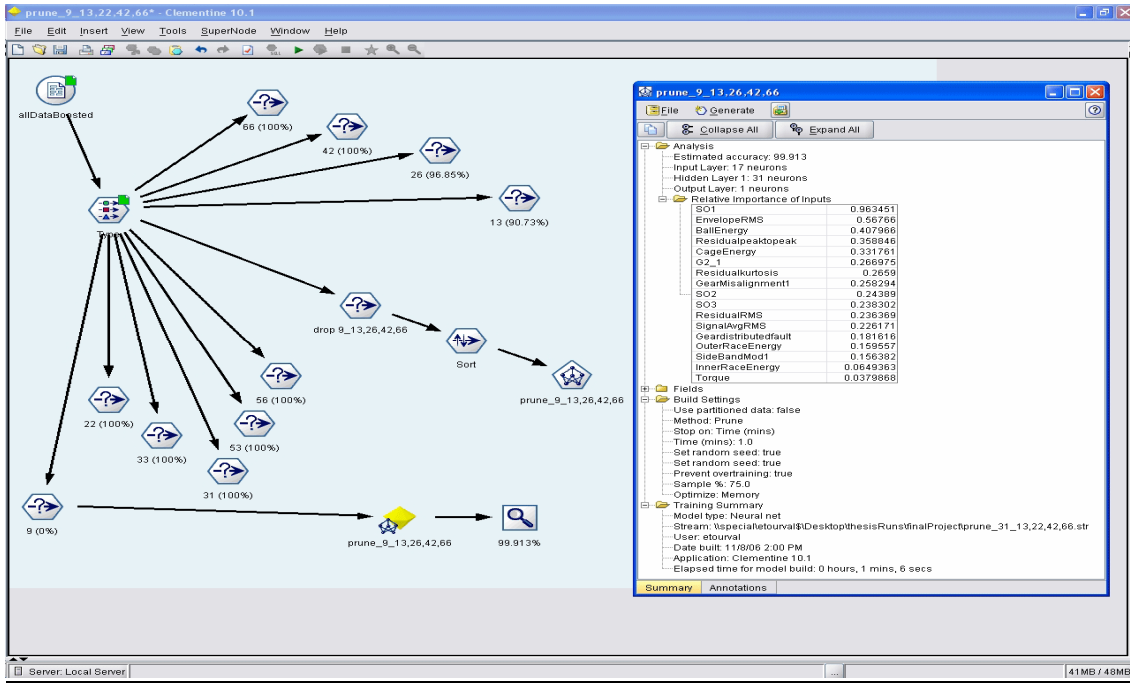 prune_9_13,22,42,66* - Clementine 10.1
File Edit Insert View Tools SuperNode Window Help
allDataBoosted
Type
66 (100%)
42 (100%)
26 (96.85%)
13 (90.73%)
drop 9_13,26,42,66
Sort
prune_9_13,26,42,66
56 (100%)
22 (100%)
53 (100%)
33 (100%)
31 (100%)
9 (0%)
prune_9_13,26,42,66
99.913%
prune_9_13,26,42,66
File Generate
Collapse All Expand All
Analysis
Estimated accuracy: 99.913
Input Layer: 17 neurons
Hidden Layer 1: 31 neurons
Output Layer: 1 neurons
Relative Importance of Inputs
SO1 0.963451
EnvelopeRMS 0.56766
BallEnergy 0.407966
Residualpeaktopeak 0.358846
CageEnergy 0.331761
G2_1 0.266975
Residualkurtosis 0.2659
GearMisalignment1 0.258294
SO2 0.24389
SO3 0.238302
ResidualRMS 0.236369
SignalAvgRMS 0.226171
Geardistributedfault 0.181616
OuterRaceEnergy 0.159557
SideBandMod1 0.156382
InnerRaceEnergy 0.0649363
Torque 0.0379868
Fields
Build Settings
Use partitioned data: false
Method: Prune
Stop on: Time (mins)
Time (mins): 1.0
Set random seed: true
Set random seed: true
Prevent overtraining: true
Sample %: 75.0
Optimize: Memory
Training Summary
Model type: Neural net
Stream: \\special\etourval$\Desktop\thesisRuns\finalProject\prune_31_13,22,42,66.str
User: etourval
Date built: 11/8/06 2:00 PM
Application: Clementine 10.1
Elapsed time for model build: 0 hours, 1 mins, 6 secs
Summary Annotations
Server: Local Server
... 41MB / 48MB